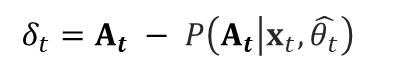 δ_t = 𝐀_𝒕 − P(𝐀_𝒕|𝐱_t, θ̂_t)